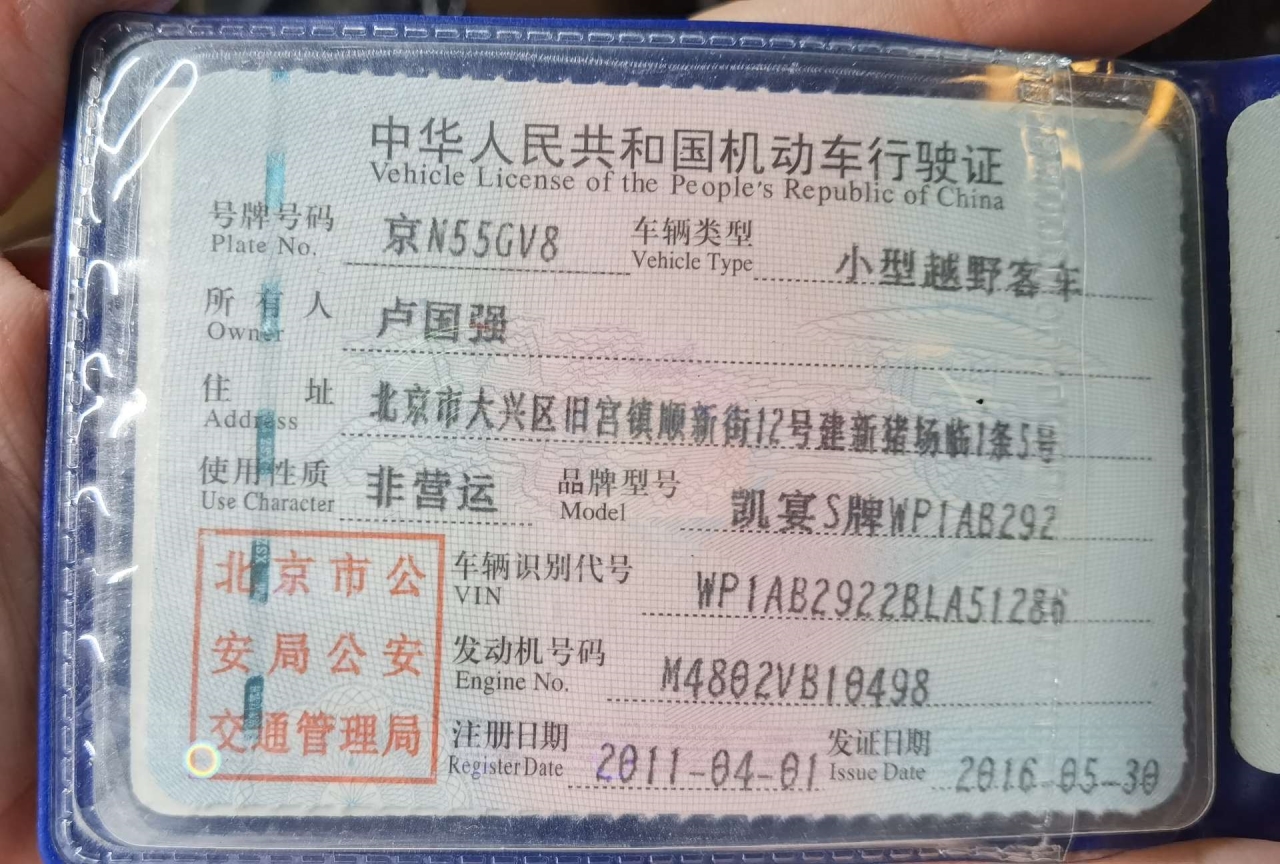 中华人民共和国机动车行驶证
Vehicle License of the People's Republic of China
号牌号码 京N55GV8 车辆类型 小型越野客车
Plate No. Vehicle Type
所有人 卢国强
Owner
住址 北京市大兴区旧宫镇顺新街12号建新猪场临1条5号
Address
使用性质 非营运 品牌型号 凯宴S牌WP1AB292
Use Character Model
北京市公
安局公安
交通管理局
车辆识别代号 WP1AB2922BLA51286
VIN
发动机号码 M4802VB10498
Engine No.
注册日期 2011-04-01 发证日期 2016-05-30
Register Date Issue Date